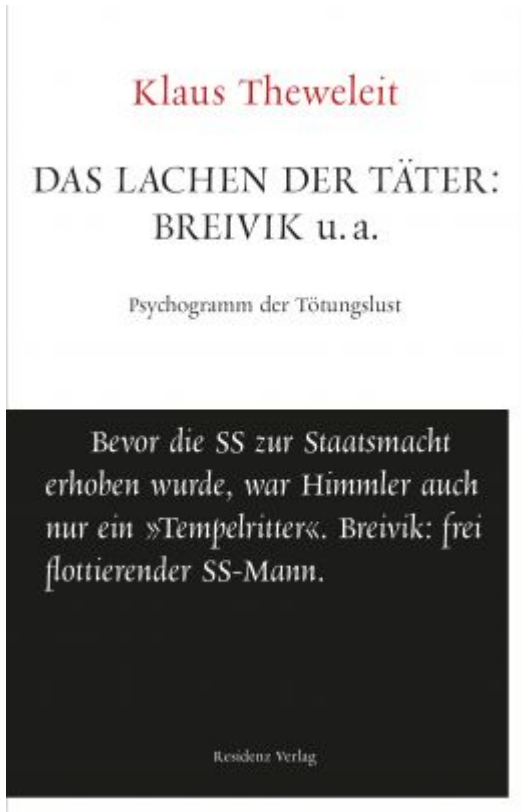 Klaus Theweleit
DAS LACHEN DER TÄTER:
BREIVIK u. a.
Psychogramm der Tötungslust
Bevor die SS zur Staatsmacht
erhoben wurde, war Himmler auch
nur ein »Tempelritter«. Breivik: frei
flottierender SS-Mann.
Residenz Verlag